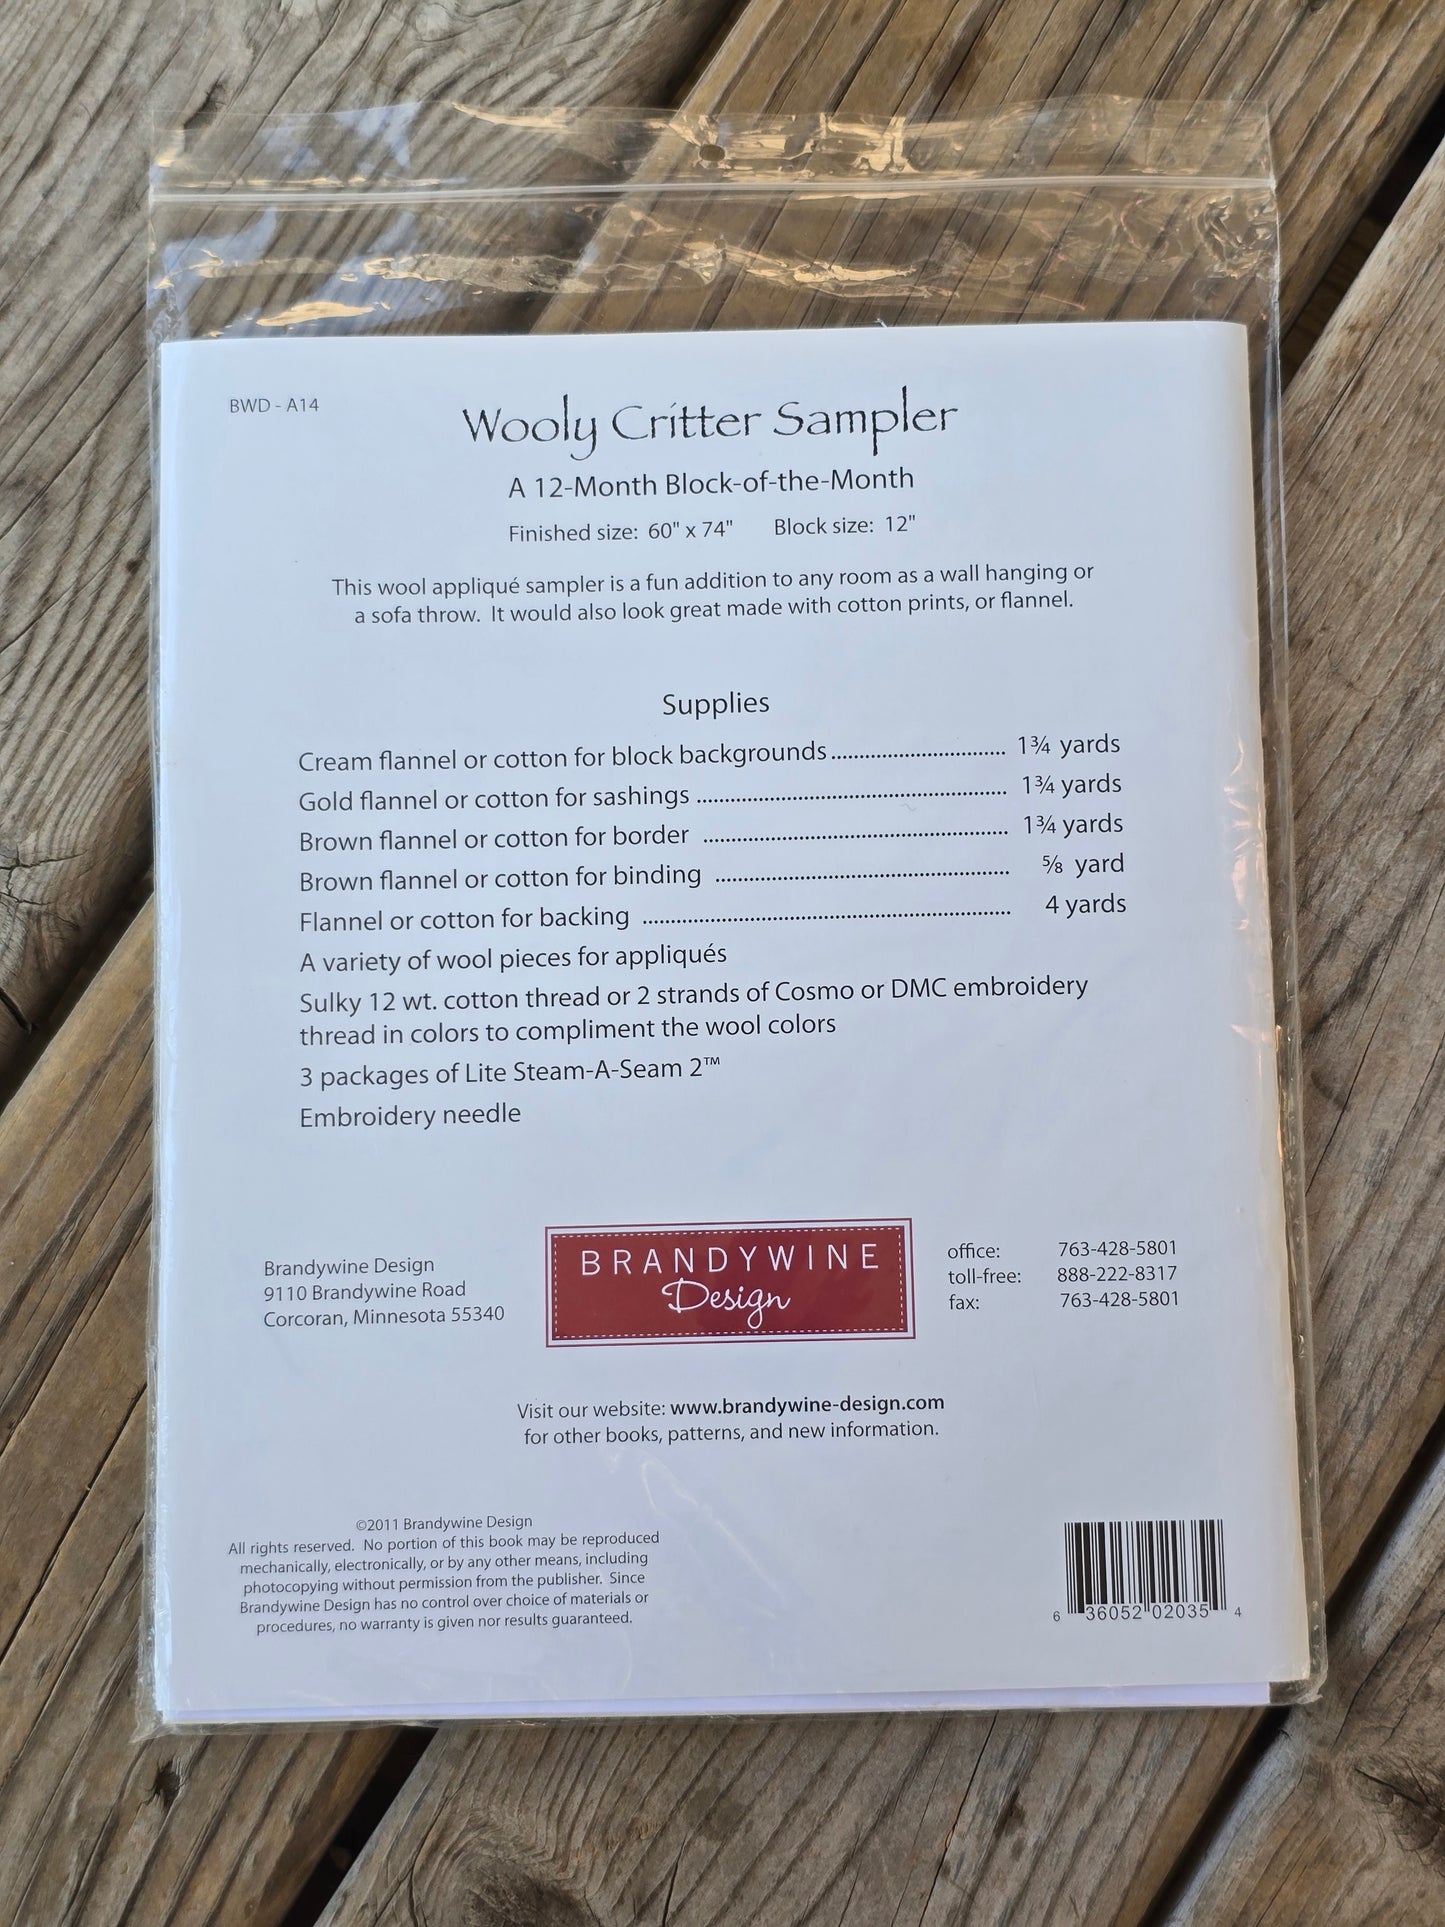 BWD - A14
Wooly Critter Sampler
A 12-Month Block-of-the-Month
Finished size: 60" x 74" Block size: 12"
This wool appliqué sampler is a fun addition to any room as a wall hanging or
a sofa throw. It would also look great made with cotton prints, or flannel.
Supplies
Cream flannel or cotton for block backgrounds .............................. 1¾ yards
Gold flannel or cotton for sashings ...................................................... 1¾ yards
Brown flannel or cotton for border ..................................................... 1¾ yards
Brown flannel or cotton for binding ................................................... ⅝ yard
Flannel or cotton for backing ................................................................ 4 yards
A variety of wool pieces for appliqués
Sulky 12 wt. cotton thread or 2 strands of Cosmo or DMC embroidery
thread in colors to compliment the wool colors
3 packages of Lite Steam-A-Seam 2™
Embroidery needle
Brandywine Design
9110 Brandywine Road
Corcoran, Minnesota 55340
BRANDYWINE
Design
office: 763-428-5801
toll-free: 888-222-8317
fax: 763-428-5801
Visit our website: www.brandywine-design.com
for other books, patterns, and new information.
©2011 Brandywine Design
All rights reserved. No portion of this book may be reproduced
mechanically, electronically, or by any other means, including
photocopying without permission from the publisher. Since
Brandywine Design has no control over choice of materials or
procedures, no warranty is given nor results guaranteed.
6 36052 02035 4